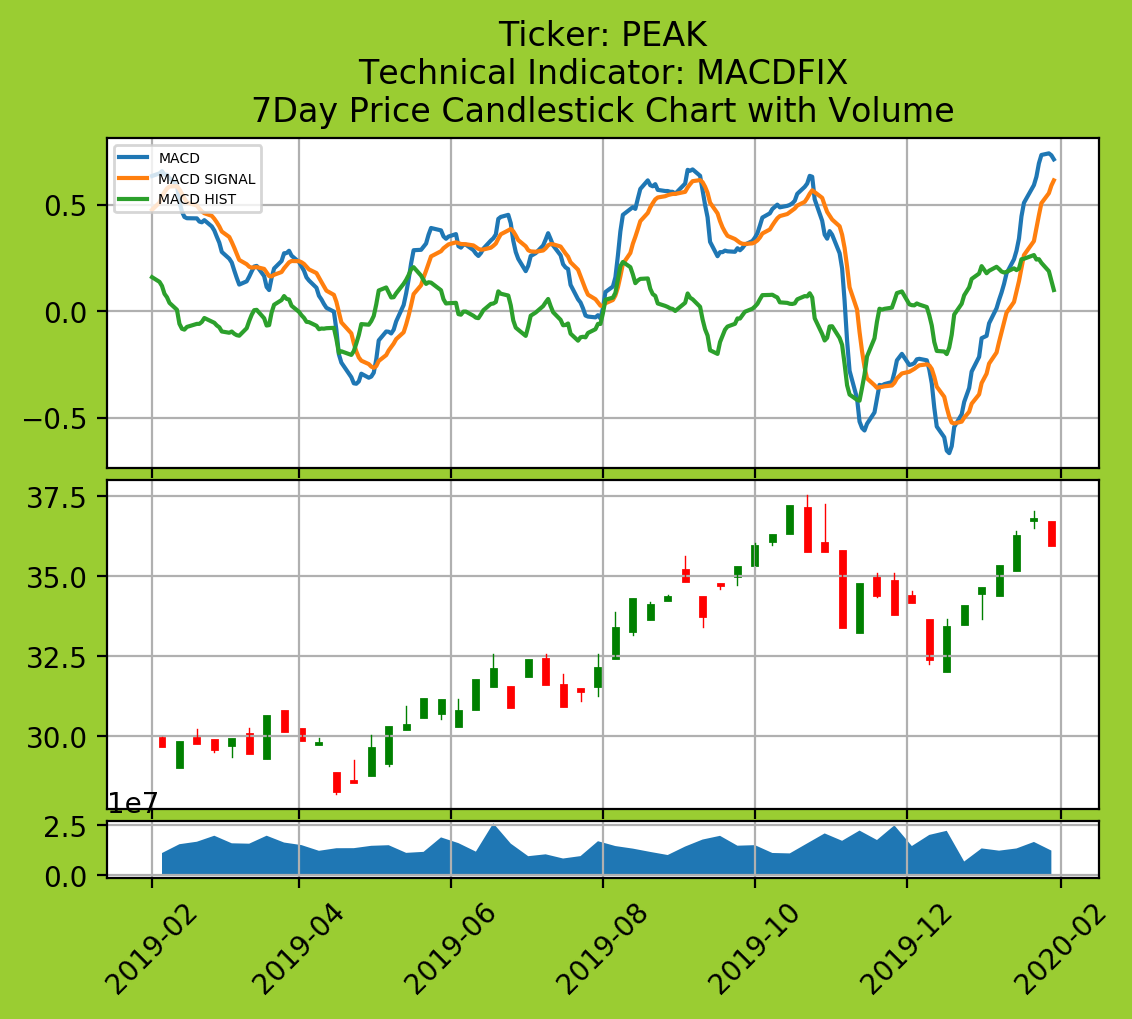 Ticker: PEAK
Technical Indicator: MACDFIX
7Day Price Candlestick Chart with Volume
MACD
MACD SIGNAL
MACD HIST
0.5
0.0
−0.5
37.5
35.0
32.5
30.0
1e7
2.5
0.0
2019-02
2019-04
2019-06
2019-08
2019-10
2019-12
2020-02